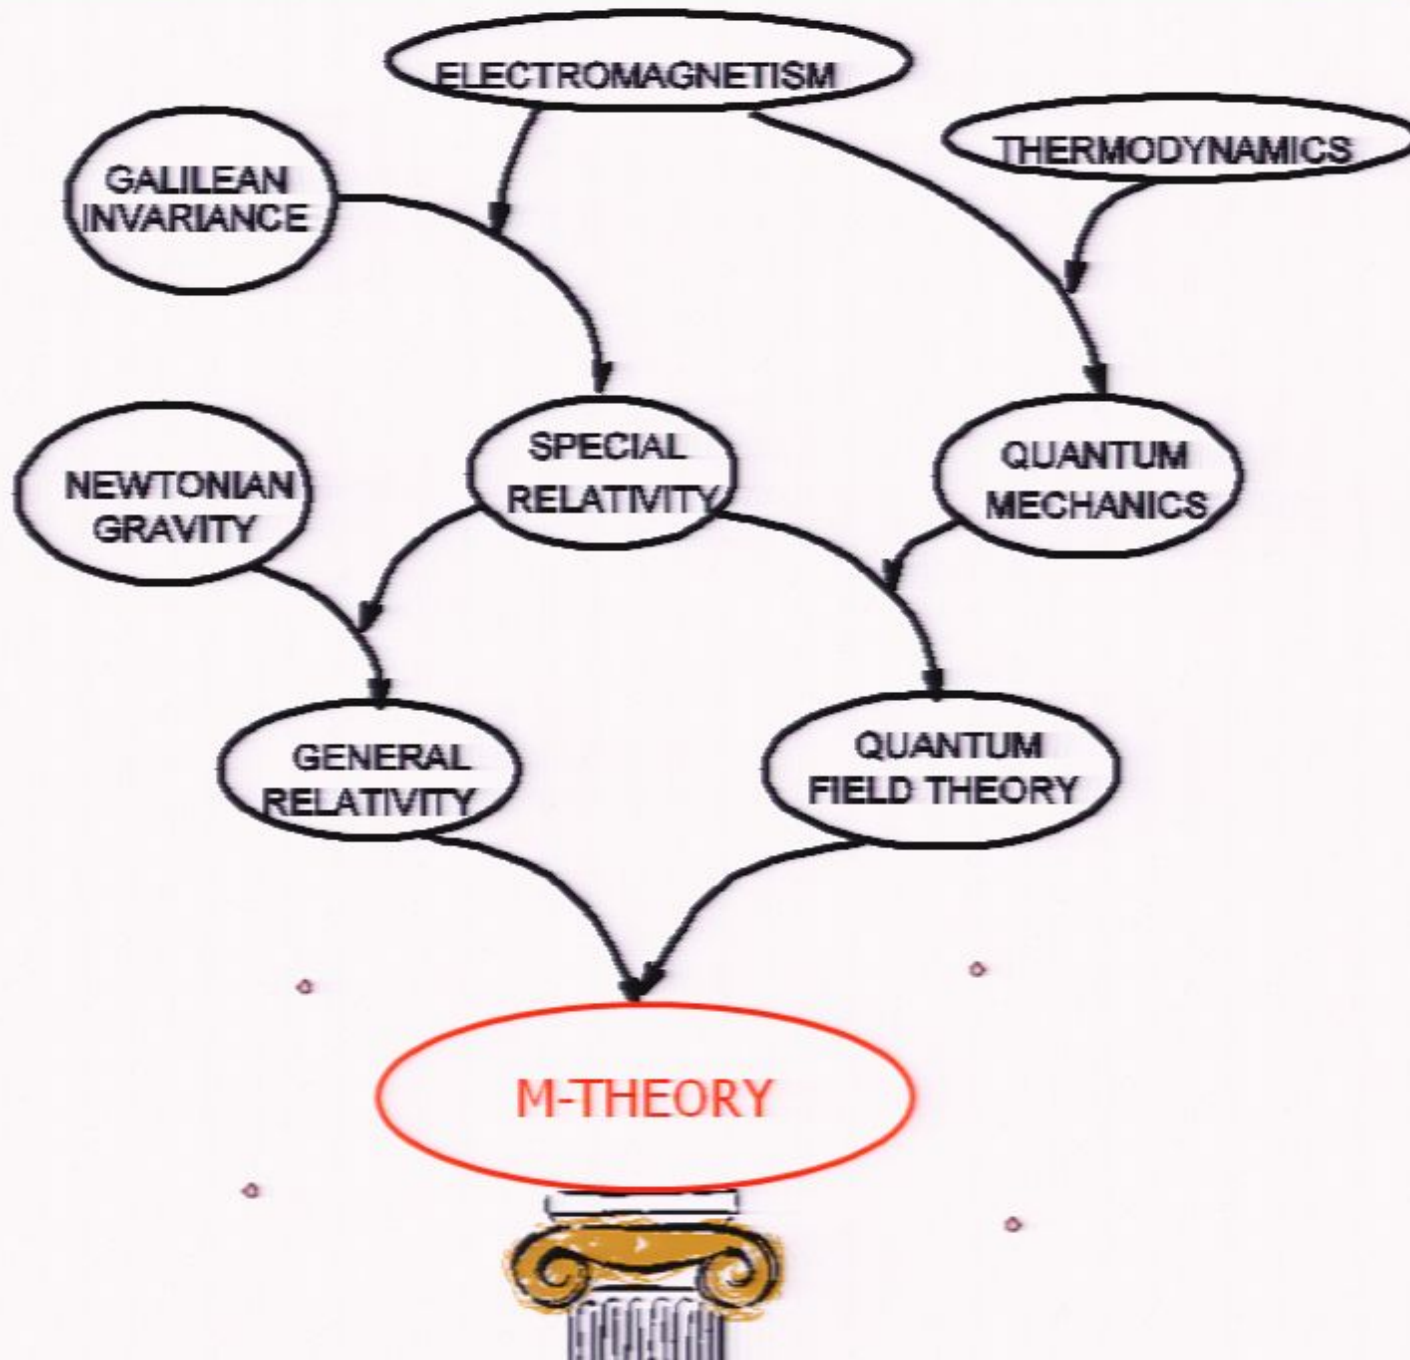 ELECTROMAGNETISM
THERMODYNAMICS
GALILEAN
INVARIANCE
SPECIAL
RELATIVITY
QUANTUM
MECHANICS
NEWTONIAN
GRAVITY
GENERAL
RELATIVITY
QUANTUM
FIELD THEORY
M-THEORY